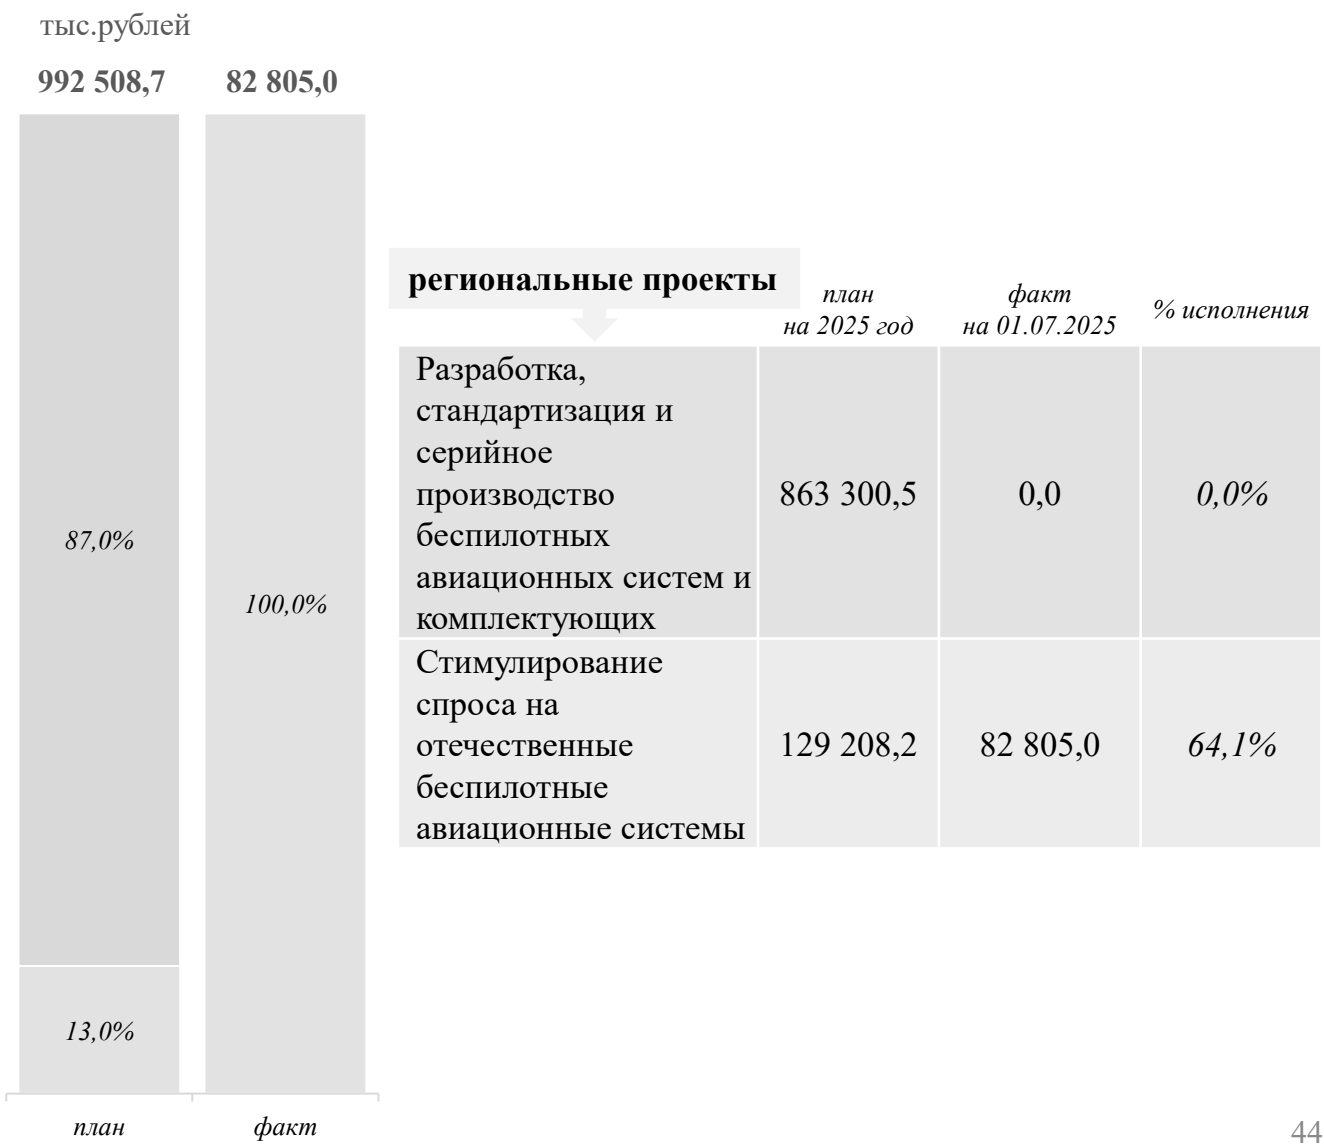 тыс.рублей
992 508,7
82 805,0
87,0%
100,0%
13,0%
план
факт
региональные проекты
план
на 2025 год
факт
на 01.07.2025
% исполнения
Разработка,
стандартизация и
серийное
производство
беспилотных
авиационных систем и
комплектующих
863 300,5
0,0
0,0%
Стимулирование
спроса на
отечественные
беспилотные
авиационные системы
129 208,2
82 805,0
64,1%
44